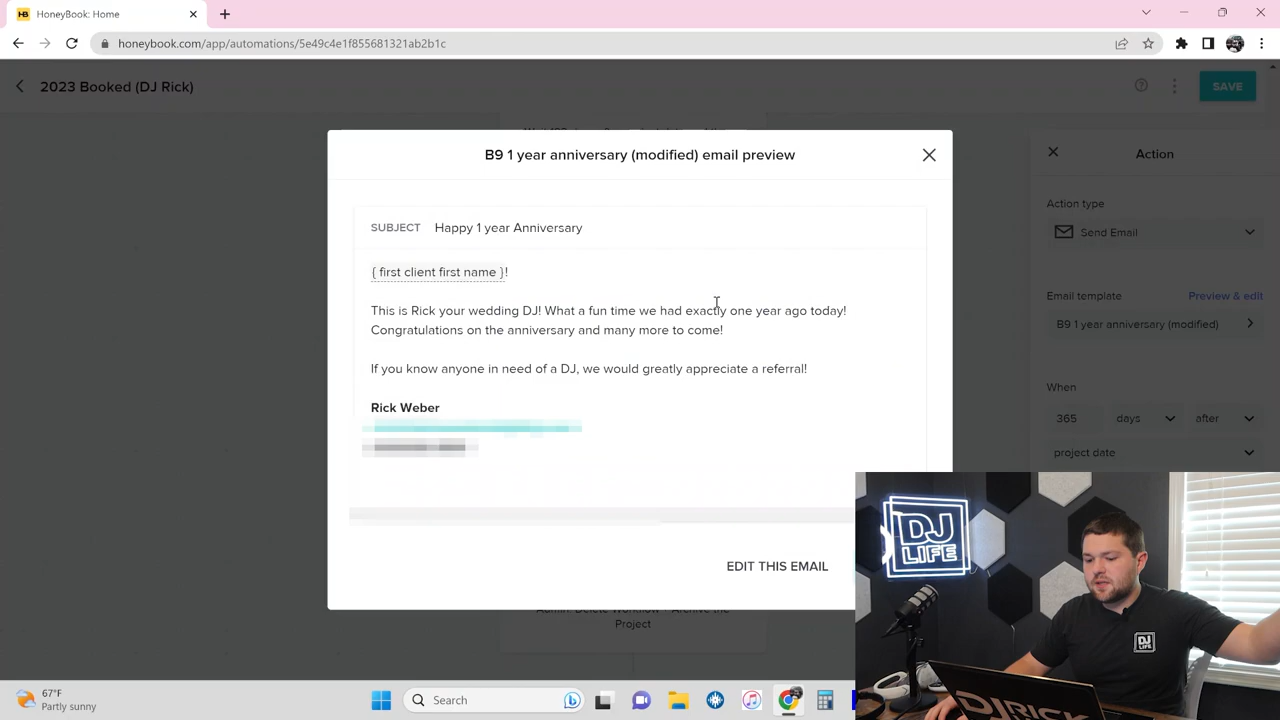 HoneyBook: Home
honeybook.com/app/automations/5e49c4e1f855681321ab2b1c
2023 Booked (DJ Rick)
SAVE
B9 1 year anniversary (modified) email preview
Action
SUBJECT Happy 1 year Anniversary
Action type
Send Email
{ first client first name }!
This is Rick your wedding DJ! What a fun time we had exactly one year ago today!
Congratulations on the anniversary and many more to come!
Email template Preview & edit
B9 1 year anniversary (modified)
If you know anyone in need of a DJ, we would greatly appreciate a referral!
When
Rick Weber
365 days after
project date
EDIT THIS EMAIL
Admin: Delete Workflow + Archive the
Project
DJ
LIFE
DJ
LIFE
DJ RICK
67°F
Partly sunny
Search